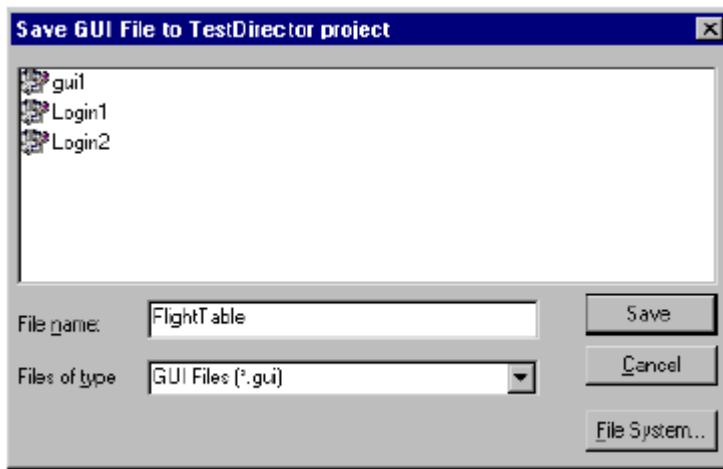 Save GUI File to TestDirector project
gui1
Login1
Login2
File name:
FlightTable
Save
Files of type
GUI Files (*.gui)
Cancel
File System...